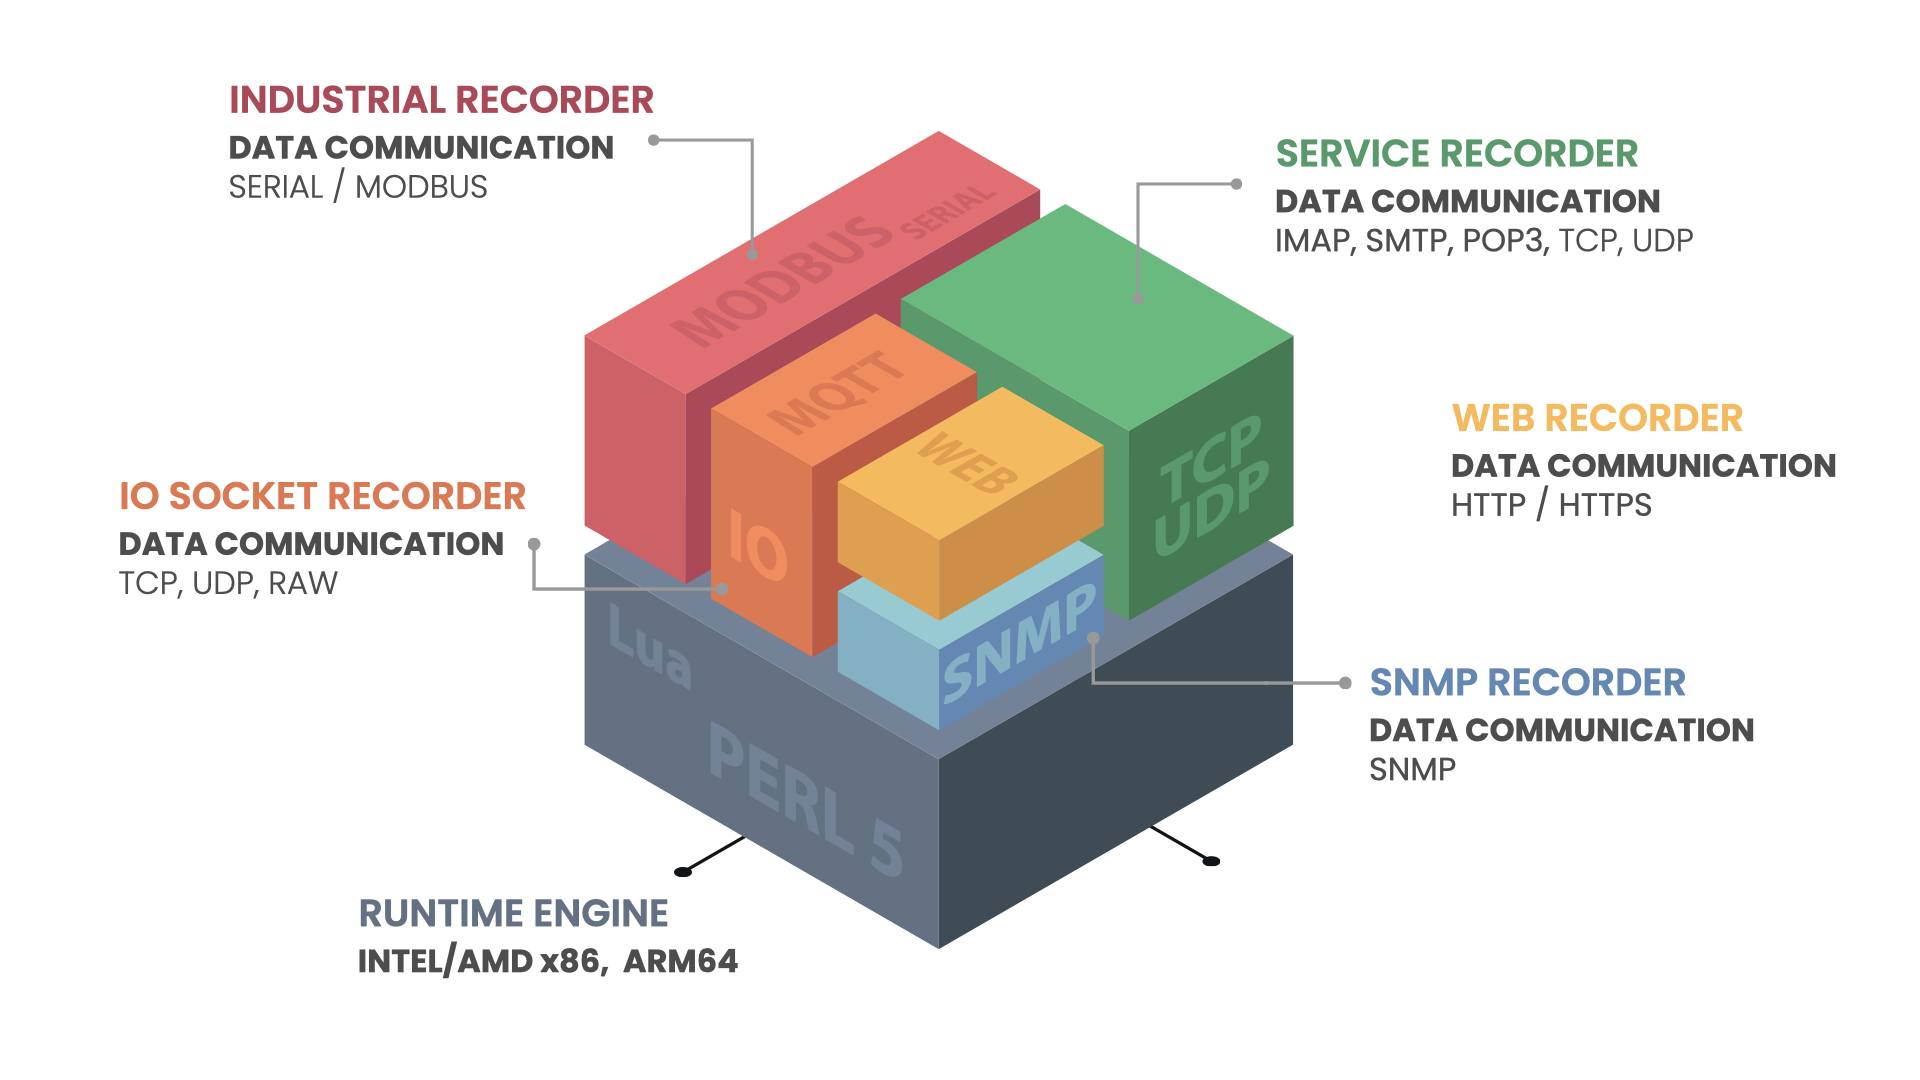 INDUSTRIAL RECORDER
DATA COMMUNICATION
SERIAL / MODBUS
SERVICE RECORDER
DATA COMMUNICATION
IMAP, SMTP, POP3, TCP, UDP
MODBUS
SERIAL
MQTT
WEB
TCP
UDP
IO
SNMP
Lua
PERL 5
WEB RECORDER
DATA COMMUNICATION
HTTP / HTTPS
IO SOCKET RECORDER
DATA COMMUNICATION
TCP, UDP, RAW
SNMP RECORDER
DATA COMMUNICATION
SNMP
RUNTIME ENGINE
INTEL/AMD x86, ARM64